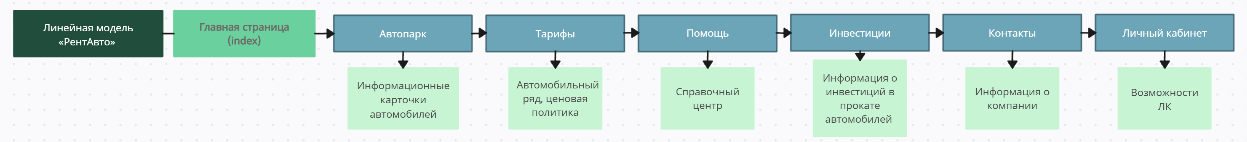 Линейная модель
«РентАвто»
Главная страница
(index)
Автопарк
Тарифы
Помощь
Инвестиции
Контакты
Личный кабинет
Информационные
карточки
автомобилей
Автомобильный
ряд, ценовая
политика
Справочный
центр
Информация о
инвестиций в
прокате
автомобилей
Информация о
компании
Возможности
ЛК